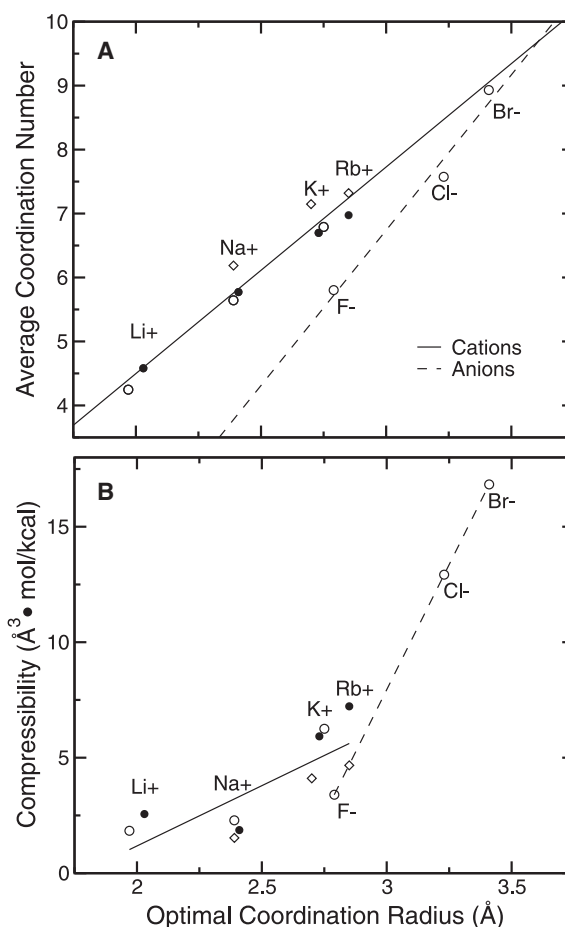 A
10
9
8
7
6
5
4
Average Coordination Number
Li+
Na+
K+
Rb+
F-
Cl-
Br-
Cations
Anions
B
15
10
5
0
Compressibility (Å³ • mol/kcal)
Li+
Na+
K+
Rb+
F-
Cl-
Br-
2 2.5 3 3.5
Optimal Coordination Radius (Å)